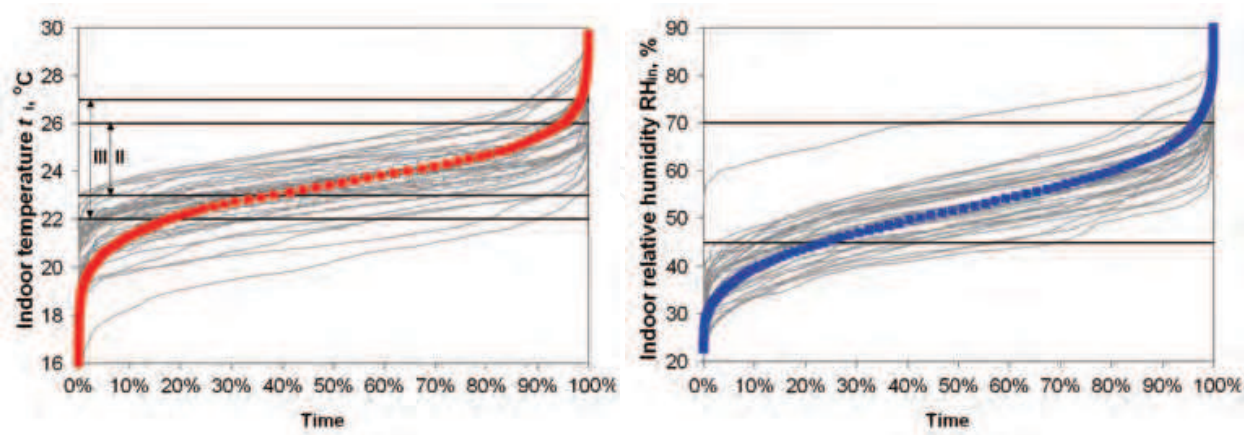 Indoor temperature t i, °C
30
28
26
24
22
20
18
16
III II
0% 10% 20% 30% 40% 50% 60% 70% 80% 90% 100%
Time
Indoor relative humidity RHin, %
90
80
70
60
50
40
30
20
0% 10% 20% 30% 40% 50% 60% 70% 80% 90% 100%
Time